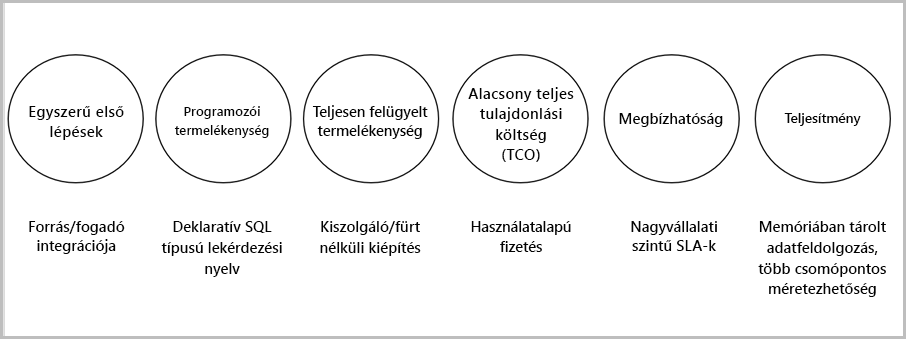 Egyszerű első
lépések
Programozói
termelékenység
Teljesen felügyelt
termelékenység
Alacsony teljes
tulajdonlási
költség
(TCO)
Megbízhatóság
Teljesítmény
Forrás/fogadó
integrációja
Deklaratív SQL
típusú lekérdezési
nyelv
Kiszolgáló/fürt
nélküli kiépítés
Használatalapú
fizetés
Nagyvállalati
szintű SLA-k
Memóriában tárolt
adatfeldolgozás,
több csomópontos
méretezhetőség